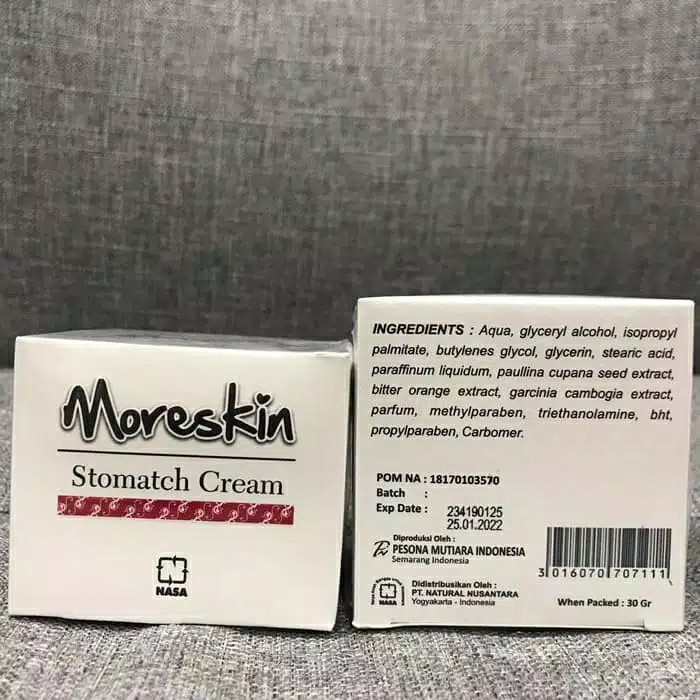 Moreskin
Stomatch Cream
NASA
INGREDIENTS : Aqua, glyceryl alcohol, isopropyl
palmitate, butylenes glycol, glycerin, stearic acid,
paraffinum liquidum, paullina cupana seed extract,
bitter orange extract, garcinia cambogia extract,
parfum, methylparaben, triethanolamine, bht,
propylparaben, Carbomer.
POM NA : 18170103570
Batch :
Exp Date : 234190125
25.01.2022
Diproduksi Oleh :
PESONA MUTIARA INDONESIA
Semarang Indonesia
Didistribusikan Oleh :
PT. NATURAL NUSANTARA
Yogyakarta - Indonesia
NASA
3 016070 707111
When Packed : 30 Gr